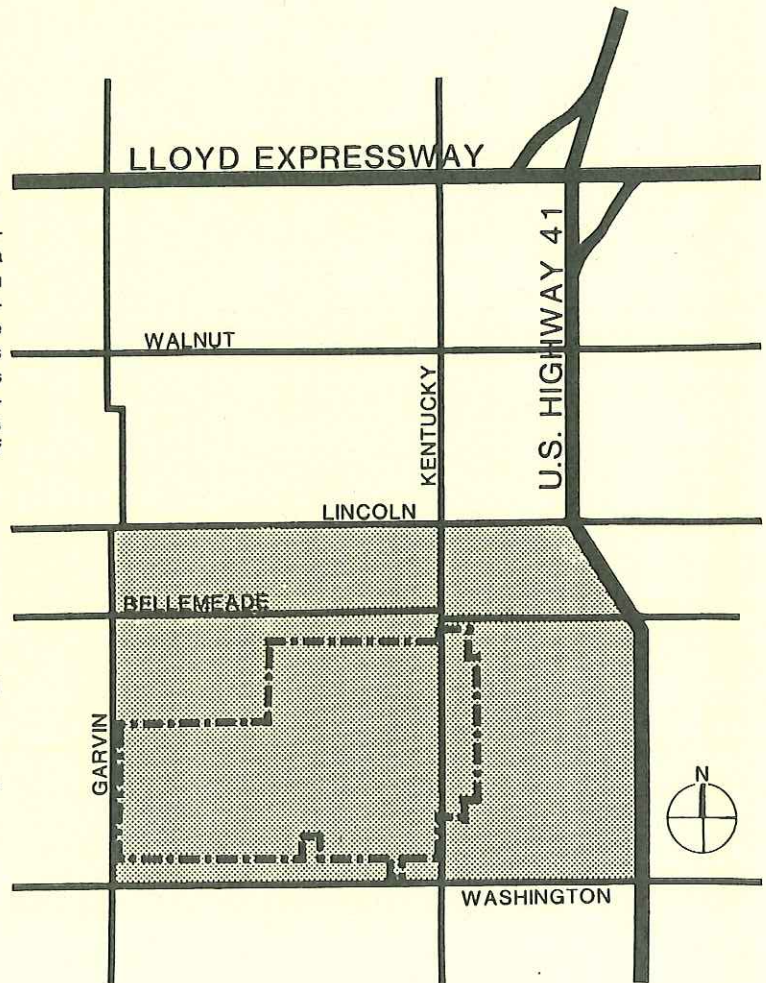 LLOYD EXPRESSWAY
U.S. HIGHWAY 41
WALNUT
KENTUCKY
LINCOLN
BELLEMEADE
GARVIN
N
WASHINGTON